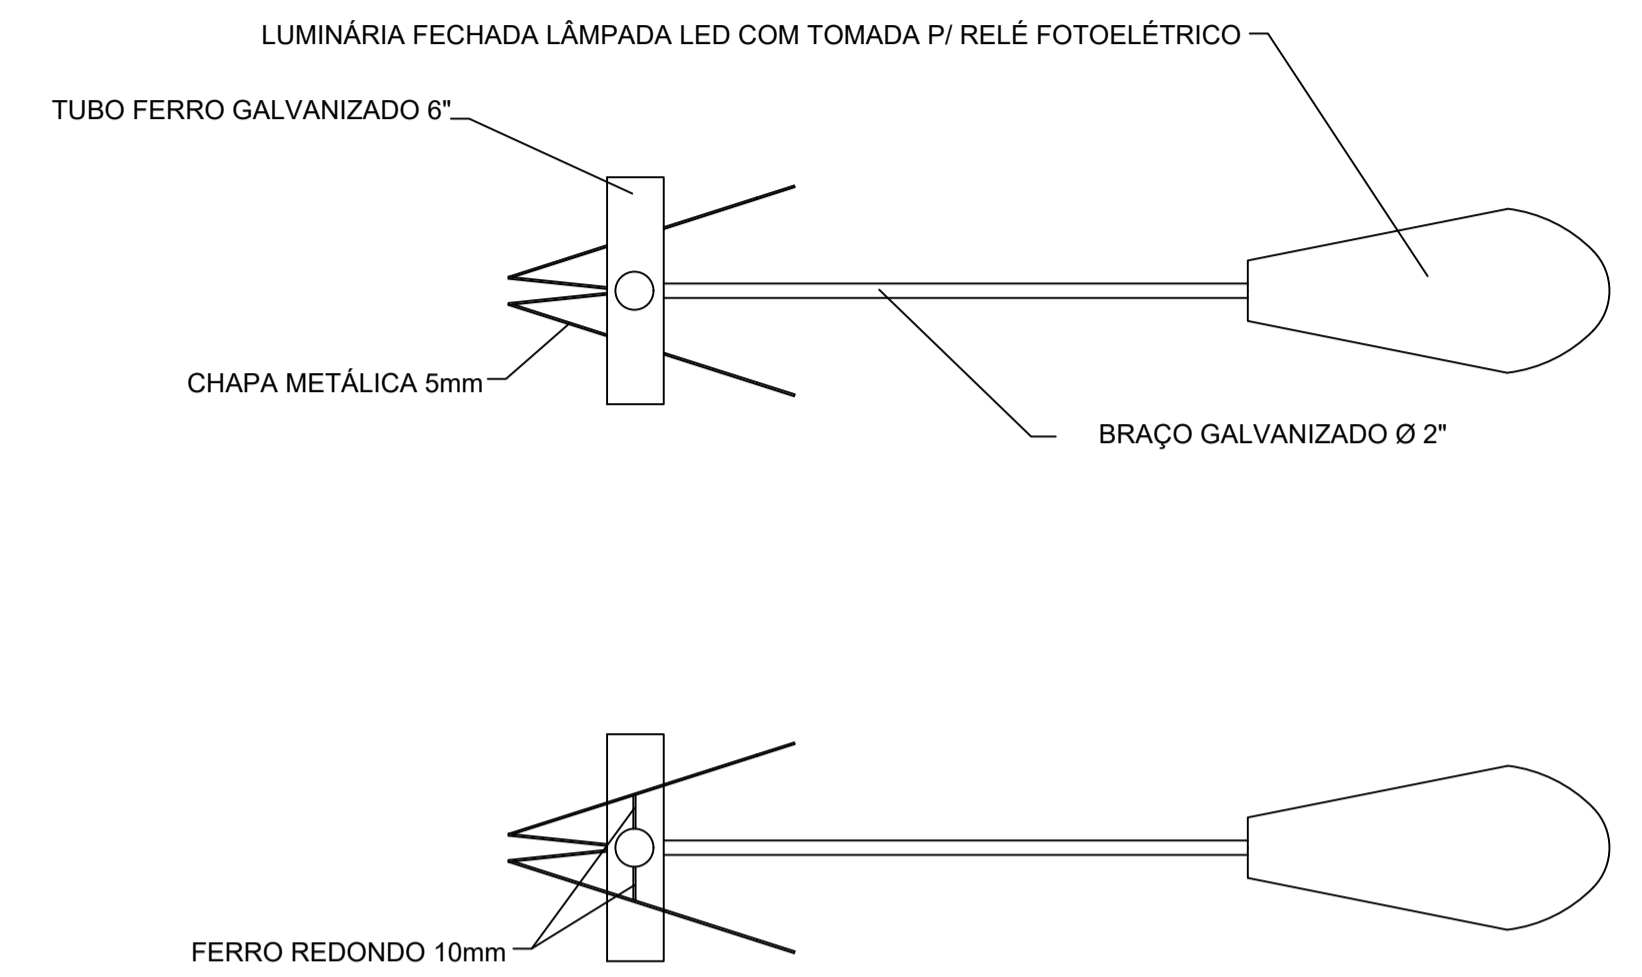 LUMINÁRIA FECHADA LÂMPADA LED COM TOMADA P/ RELÉ FOTOELÉTRICO
TUBO FERRO GALVANIZADO 6"
CHAPA METÁLICA 5mm
BRAÇO GALVANIZADO Ø 2"
FERRO REDONDO 10mm